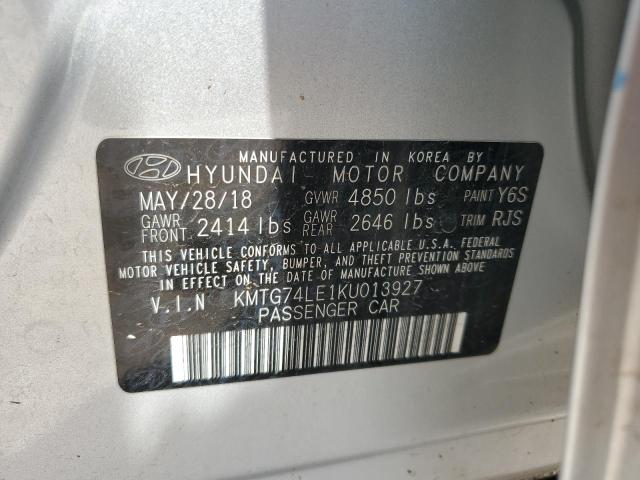 MANUFACTURED IN KOREA BY
HYUNDAI MOTOR COMPANY
MAY/28/18 GVWR 4850 lbs PAINT Y6S
GAWR FRONT 2414 lbs GAWR REAR 2646 lbs TRIM RJS
THIS VEHICLE CONFORMS TO ALL APPLICABLE U.S.A. FEDERAL
MOTOR VEHICLE SAFETY, BUMPER, AND THEFT PREVENTION STANDARDS
IN EFFECT ON THE DATE OF MANUFACTURE SHOWN ABOVE.
V.I.N KMTG74LE1KU013927
PASSENGER CAR